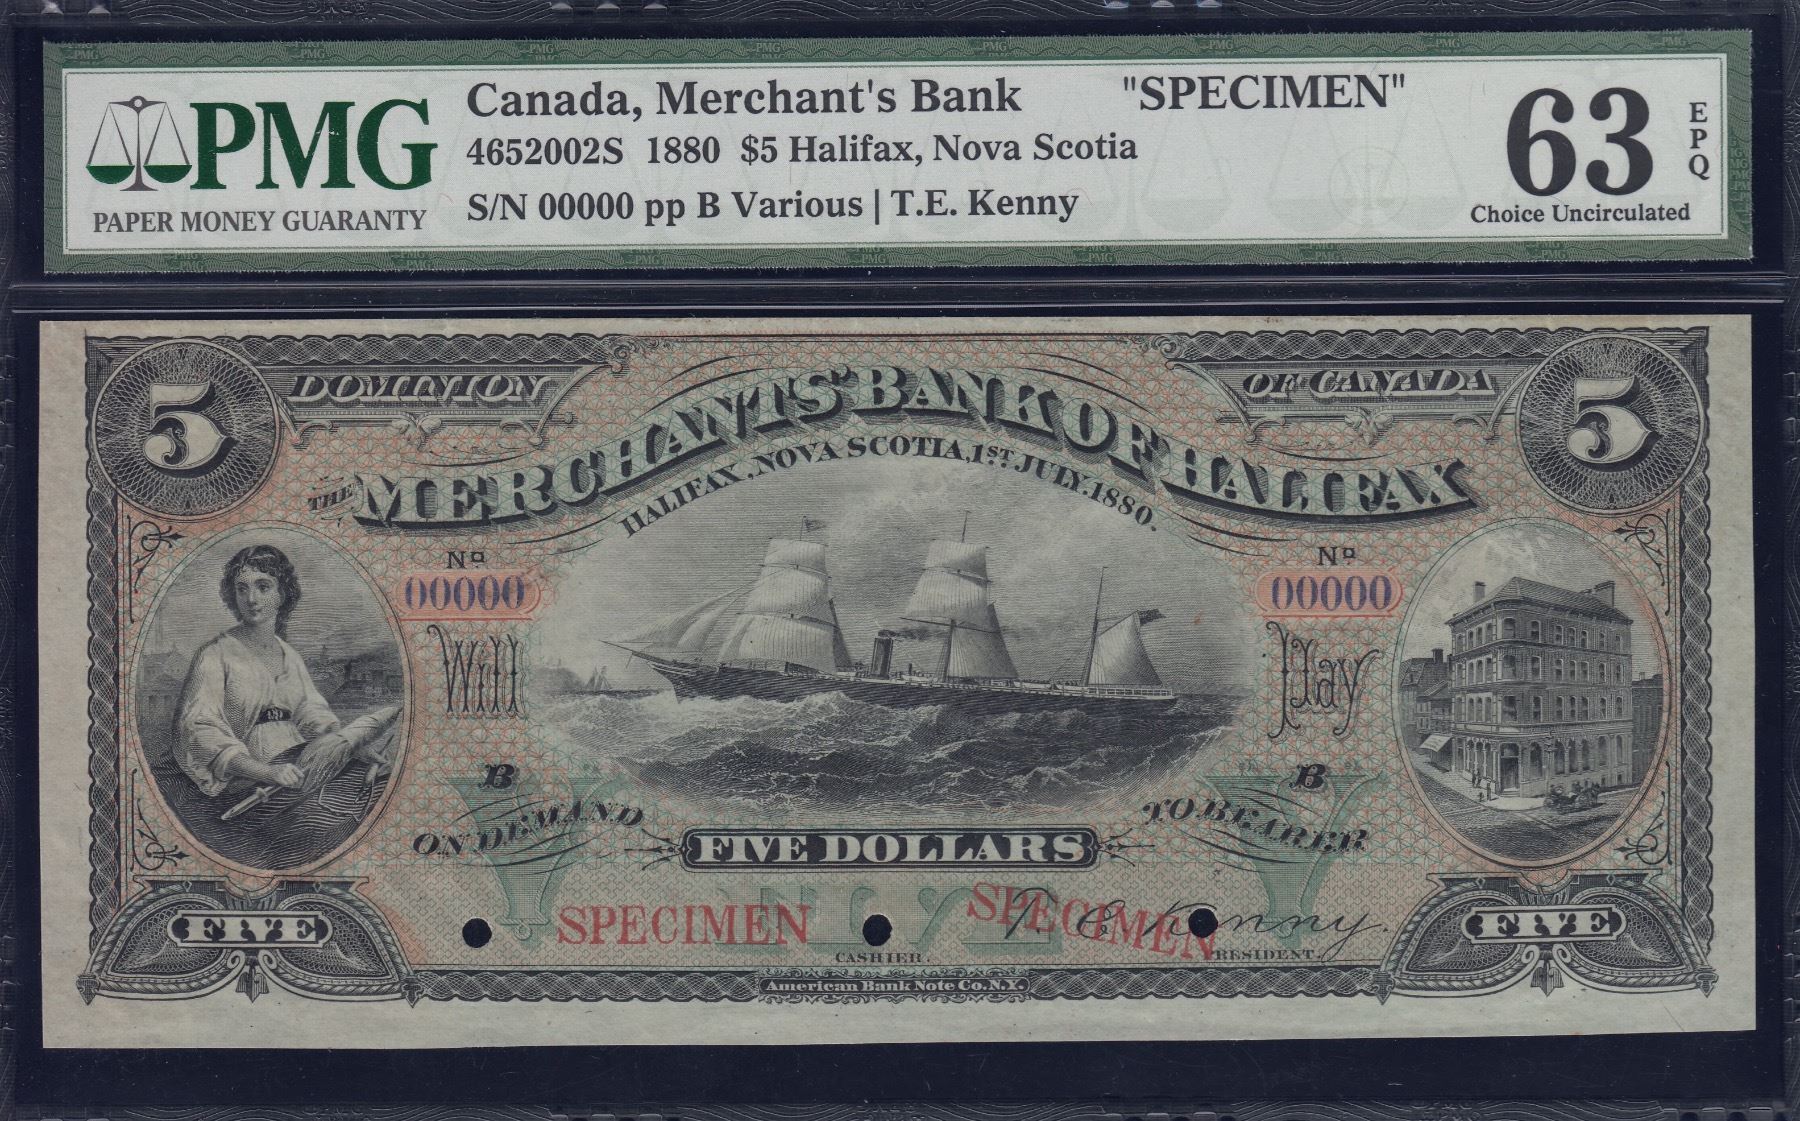 PMG
PAPER MONEY GUARANTY
Canada, Merchant's Bank "SPECIMEN"
4652002S 1880 $5 Halifax, Nova Scotia
S/N 00000 pp B Various | T.E. Kenny
63 EPQ
Choice Uncirculated
5 DOMINION OF CANADA 5
THE MERCHANTS' BANK OF HALIFAX
HALIFAX, NOVA SCOTIA, 1ST JULY. 1880.
No 00000 No 00000
Will Pay
B B
ON DEMAND TO BEARER
FIVE DOLLARS
V FIVE V
FIVE SPECIMEN SPECIMEN T E Kenny. FIVE
CASHIER. PRESIDENT.
American Bank Note Co. N.Y.